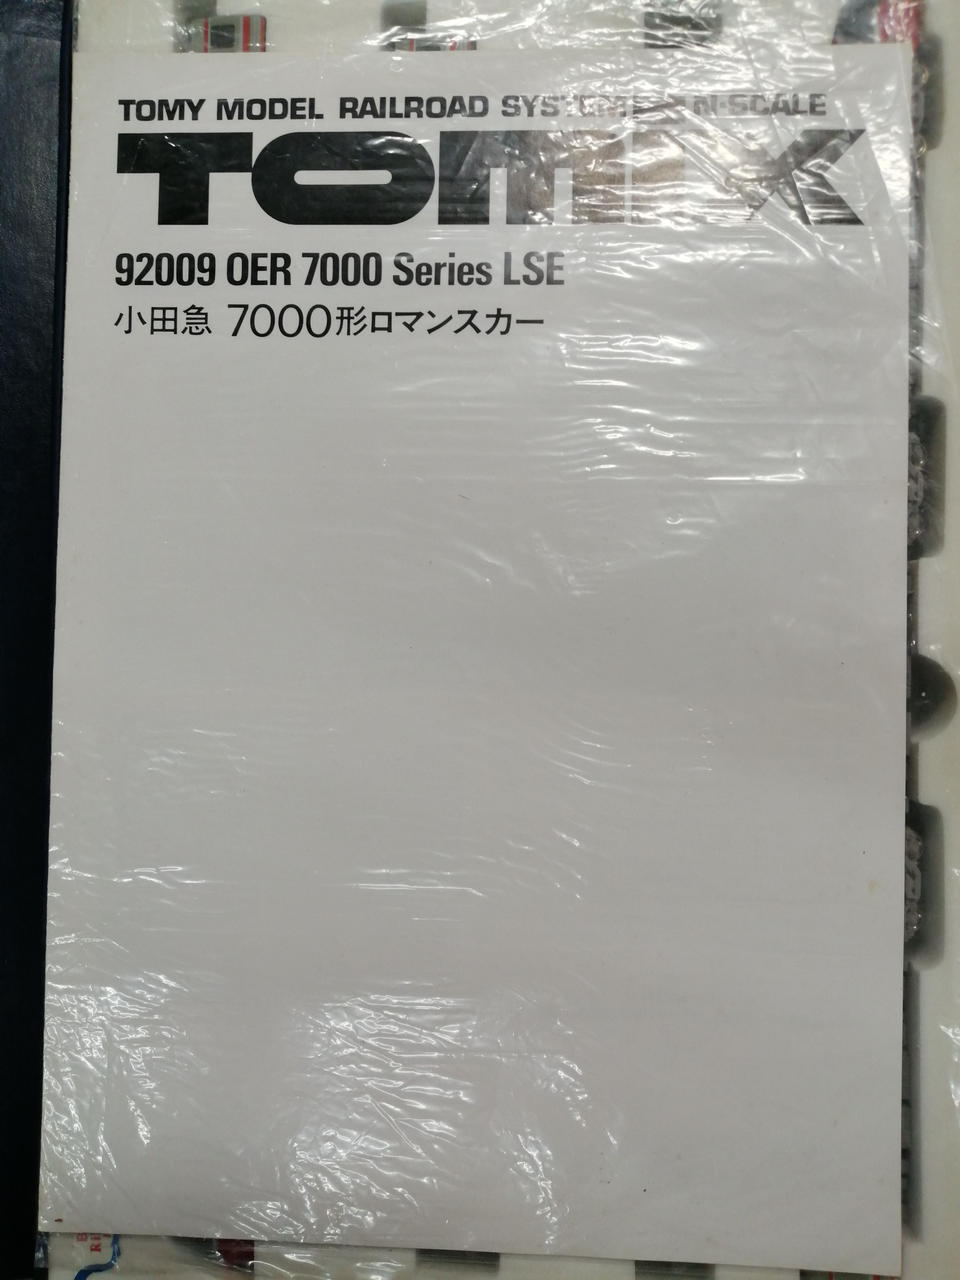 TOMY MODEL RAILROAD SYSTEM N-SCALE
TOMIX
92009 OER 7000 Series LSE
小田急 7000形ロマンスカー